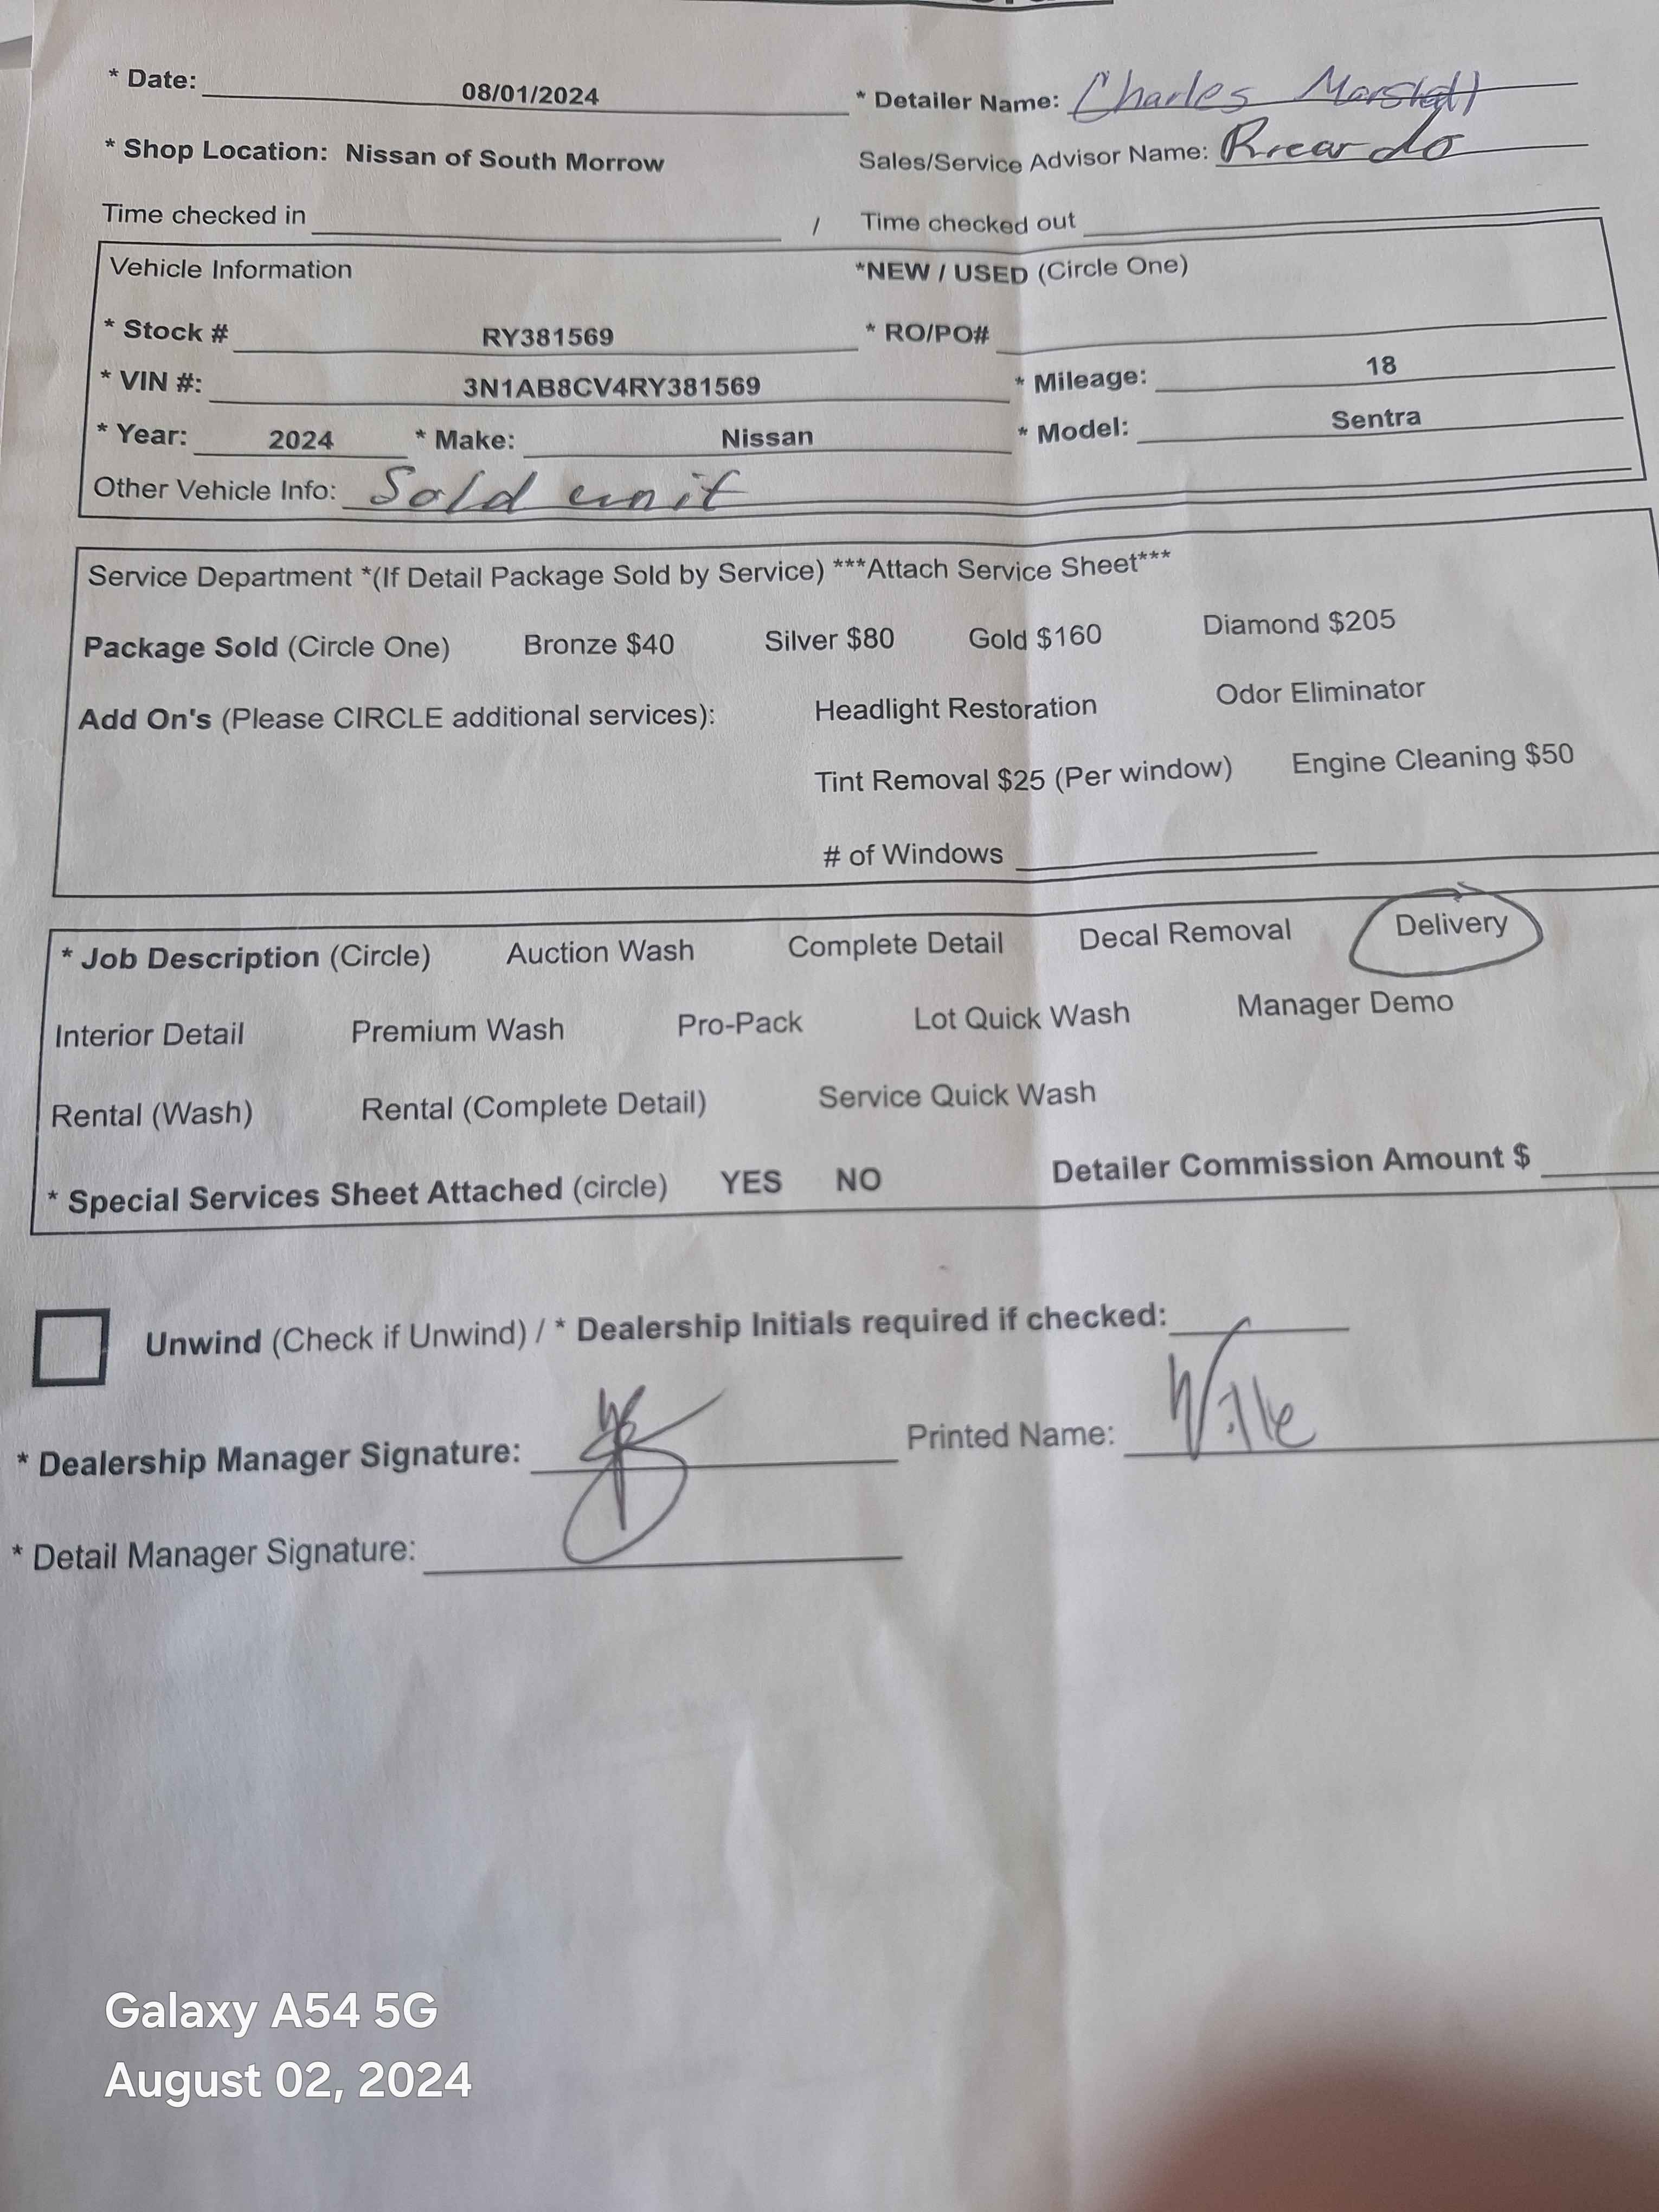 * Date: 08/01/2024 * Detailer Name: Charles Marshall
* Shop Location: Nissan of South Morrow Sales/Service Advisor Name: Ricardo
Time checked in / Time checked out
Vehicle Information *NEW / USED (Circle One)
* Stock # RY381569 * RO/PO#
* VIN #: 3N1AB8CV4RY381569 * Mileage: 18
* Year: 2024 * Make: Nissan * Model: Sentra
Other Vehicle Info: Sold unit
Service Department *(If Detail Package Sold by Service) ***Attach Service Sheet***
Package Sold (Circle One) Bronze $40 Silver $80 Gold $160 Diamond $205
Add On's (Please CIRCLE additional services): Headlight Restoration Odor Eliminator
Tint Removal $25 (Per window) Engine Cleaning $50
# of Windows
* Job Description (Circle) Auction Wash Complete Detail Decal Removal Delivery
Interior Detail Premium Wash Pro-Pack Lot Quick Wash Manager Demo
Rental (Wash) Rental (Complete Detail) Service Quick Wash
* Special Services Sheet Attached (circle) YES NO Detailer Commission Amount $
Unwind (Check if Unwind) / * Dealership Initials required if checked:
* Dealership Manager Signature: Printed Name: Willie
* Detail Manager Signature:
Galaxy A54 5G
August 02, 2024